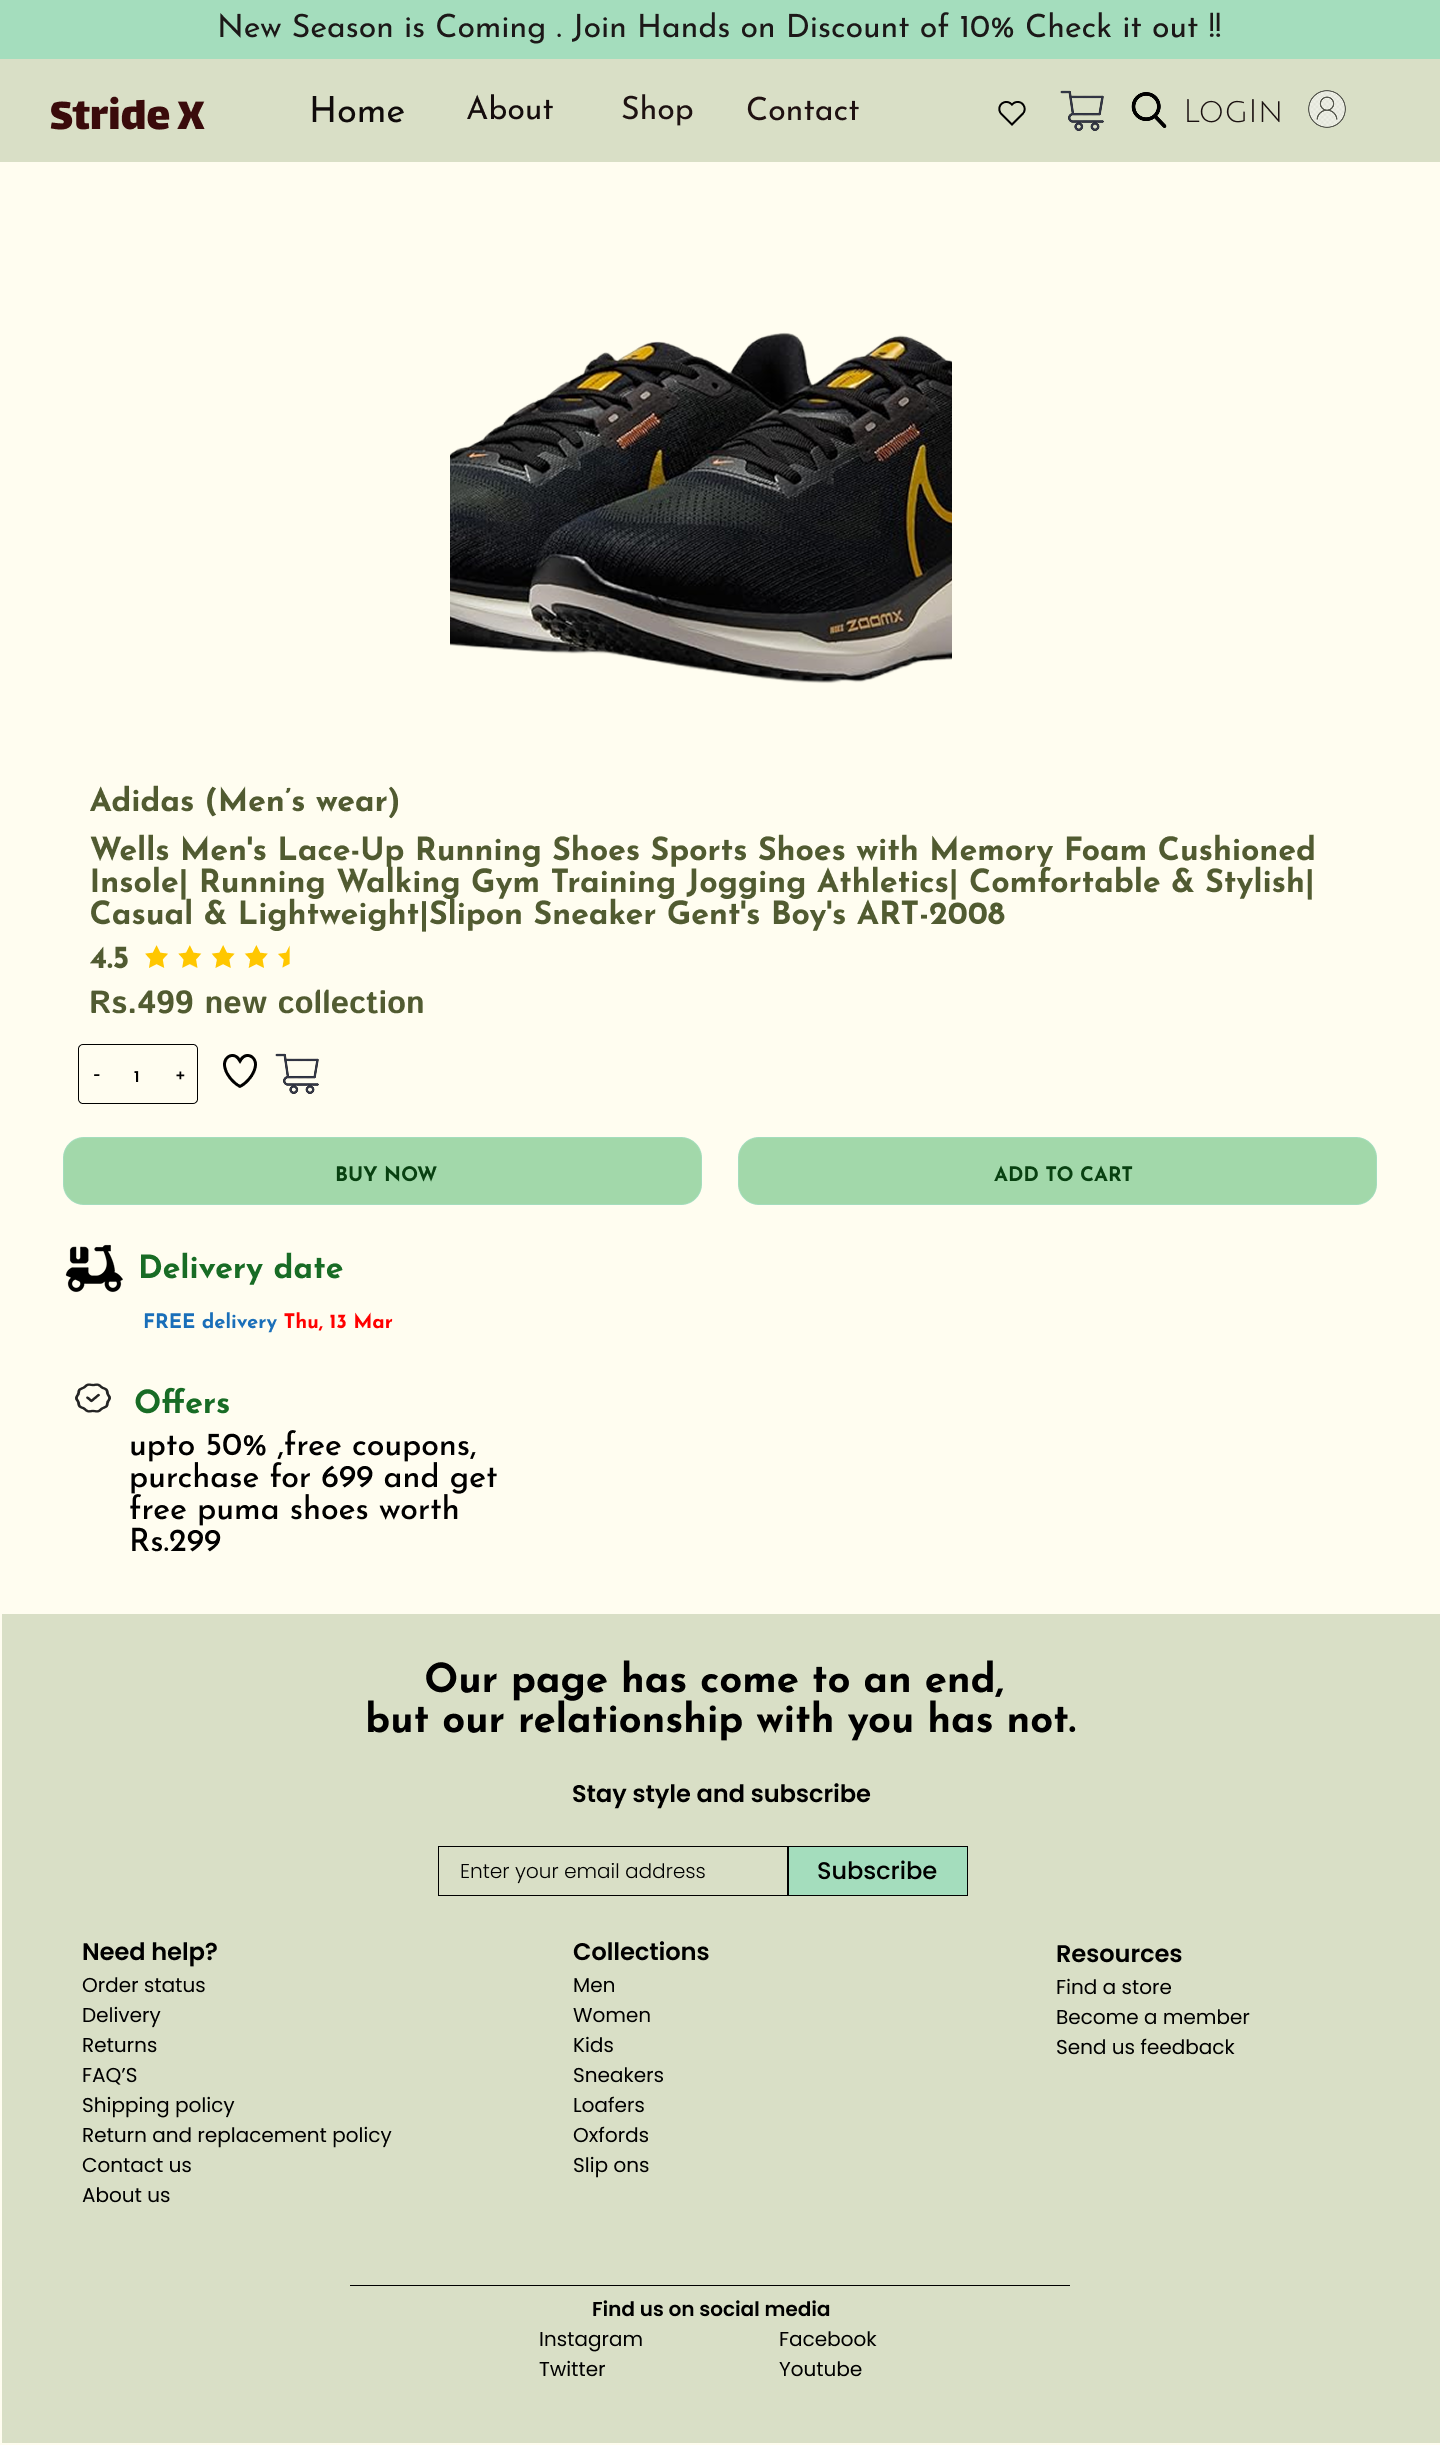 New Season is Coming . Join Hands on Discount of 10% Check it out !!
Stride X
Home
About
Shop
Contact
LOGIN
NIKE ZOOMX
Adidas (Men’s wear)
Wells Men's Lace-Up Running Shoes Sports Shoes with Memory Foam Cushioned
Insole| Running Walking Gym Training Jogging Athletics| Comfortable & Stylish|
Casual & Lightweight|Slipon Sneaker Gent's Boy's ART-2008
4.5
Rs.499 new collection
- 1 +
BUY NOW
ADD TO CART
Delivery date
FREE delivery Thu, 13 Mar
Offers
upto 50% ,free coupons,
purchase for 699 and get
free puma shoes worth
Rs.299
Our page has come to an end,
but our relationship with you has not.
Stay style and subscribe
Enter your email address
Subscribe
Need help?
Order status
Delivery
Returns
FAQ’S
Shipping policy
Return and replacement policy
Contact us
About us
Collections
Men
Women
Kids
Sneakers
Loafers
Oxfords
Slip ons
Resources
Find a store
Become a member
Send us feedback
Find us on social media
Instagram
Facebook
Twitter
Youtube